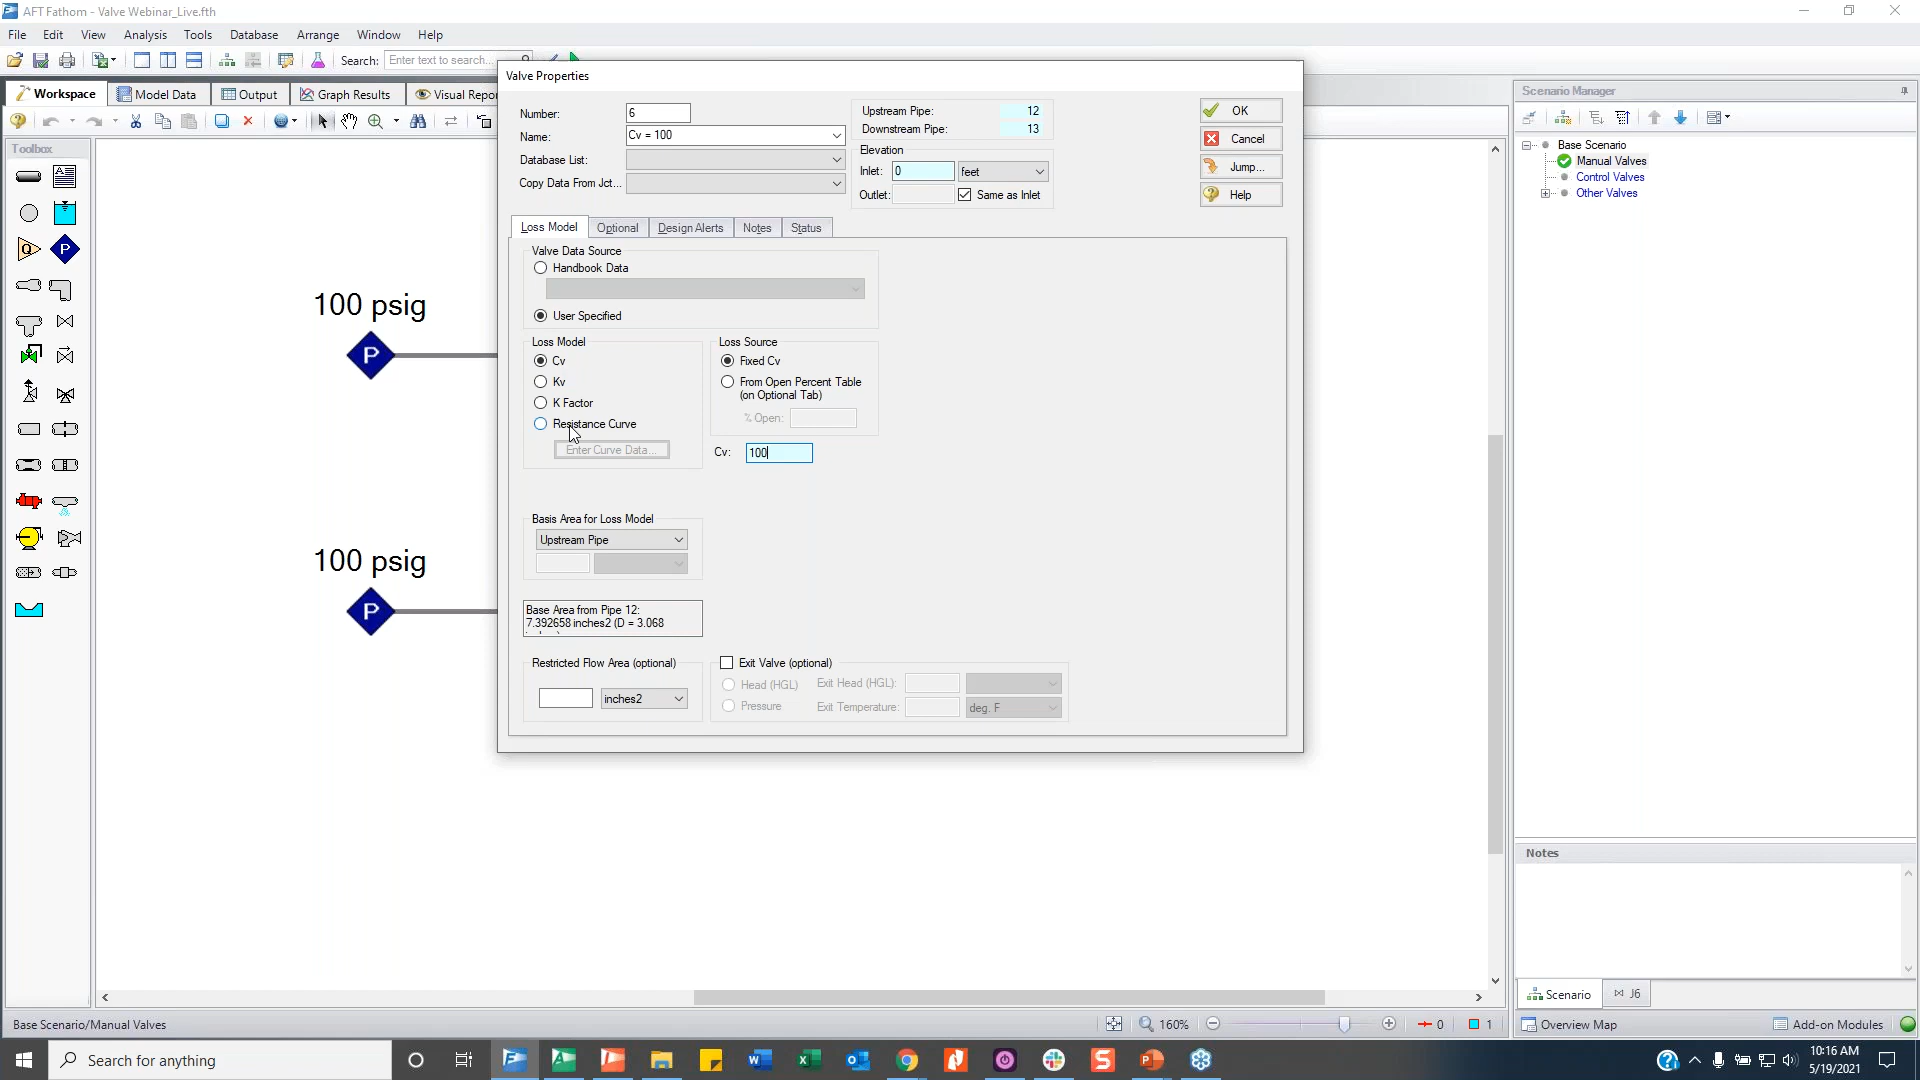 AFT Fathom - Valve Webinar_Live.fth
File Edit View Analysis Tools Database Arrange Window Help
Search: Enter text to search...
Workspace Model Data Output Graph Results Visual Repo
Toolbox
Q
P
100 psig
P
100 psig
P
Valve Properties
Number: 6
Name: Cv = 100
Database List:
Copy Data From Jct...
Upstream Pipe: 12
Downstream Pipe: 13
Elevation
Inlet: 0 feet
Outlet: Same as Inlet
OK
Cancel
Jump...
Help
Loss Model Optional Design Alerts Notes Status
Valve Data Source
Handbook Data
User Specified
Loss Model
Cv
Kv
K Factor
Resistance Curve
Enter Curve Data...
Loss Source
Fixed Cv
From Open Percent Table
(on Optional Tab)
% Open:
Cv: 100
Basis Area for Loss Model
Upstream Pipe
Base Area from Pipe 12:
7.392658 inches2 (D = 3.068
Restricted Flow Area (optional)
inches2
Exit Valve (optional)
Head (HGL) Exit Head (HGL):
Pressure Exit Temperature: deg. F
Scenario Manager
Base Scenario
Manual Valves
Control Valves
Other Valves
Notes
Scenario J6
Base Scenario/Manual Valves
160%
0
1
Overview Map
Add-on Modules
Search for anything
10:16 AM
5/19/2021